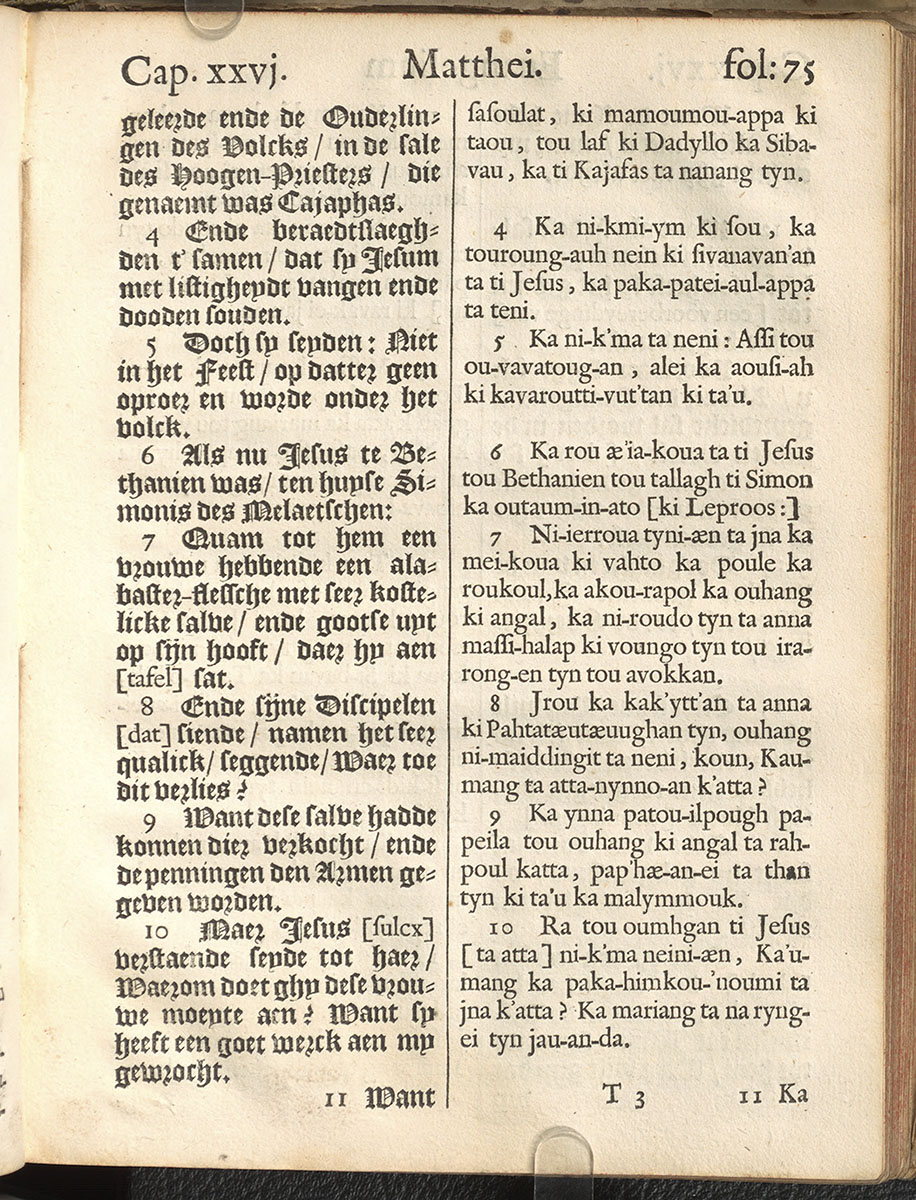 Cap. xxvj. Matthei. fol: 75
geleerde ende de Ouderlin-
gen des Volcks / in de sale
des Hoogen-Priesters / die
genaemt was Cajaphas.
4 Ende beraedtslaegh-
den t' samen / dat sy Jesum
met listigheydt vangen ende
dooden souden.
5 Doch sy seyden: Niet
in het Feest / op datter geen
oproer en worde onder het
volck.
6 Als nu Jesus te Be-
thanien was / ten huyse Si-
monis des Melaetschen:
7 Quam tot hem een
vrouwe hebbende een ala-
baster-flessche met seer koste-
licke salve / ende gootse uyt
op sijn hooft / daer hy aen
[tafel] sat.
8 Ende sijne Discipelen
[dat] siende / namen het seer
qualick / seggende / Waer toe
dit verlies?
9 Want dese salve hadde
konnen dier verkocht / ende
de penningen den Armen ge-
geven worden.
10 Maer Jesus [sulcx]
verstaende seyde tot haer /
Waerom doet ghy dese vrou-
we moeyte aen? Want sy
heeft een goet werck aen my
gewrocht.
11 Want
saſoulat, ki mamoumou-appa ki
taou, tou laf ki Dadyllo ka Siba-
vau, ka ti Kajafas ta nanang tyn.
4 Ka ni-kmi-ym ki ſou, ka
touroung-auh nein ki ſivanavan'an
ta ti Jesus, ka paka-patei-aul-appa
ta teni.
5 Ka ni-k'ma ta neni: Aſſi tou
ou-vavatoug-an, alei ka aouſi-ah
ki kavaroutti-vut'tan ki ta'u.
6 Ka rou æ'ia-koua ta ti Jesus
tou Bethanien tou tallagh ti Simon
ka outaum-in-ato [ki Leproos:]
7 Ni-ierroua tyni-æn ta jna ka
mei-koua ki vahto ka poule ka
roukoul, ka akou-rapoł ka ouhang
ki angal, ka ni-roudo tyn ta anna
maſſi-halap ki voungo tyn tou ira-
rong-en tyn tou avokkan.
8 Jrou ka kak'ytt'an ta anna
ki Pahtatæutæuughan tyn, ouhang
ni-maiddingit ta neni, koun, Kau-
mang ta atta-nynno-an k'atta?
9 Ka ynna patou-ilpough pa-
peila tou ouhang ki angal ta rah-
poul katta, pap'hæ-an-ei ta than
tyn ki ta'u ka malymmouk.
10 Ra tou oumhgan ti Jesus
[ta atta] ni-k'ma neini-æn, Ka'u-
mang ka paka-himkou-'noumi ta
jna k'atta? Ka mariang ta na ryng-
ei tyn jau-an-da.
T 3 11 Ka